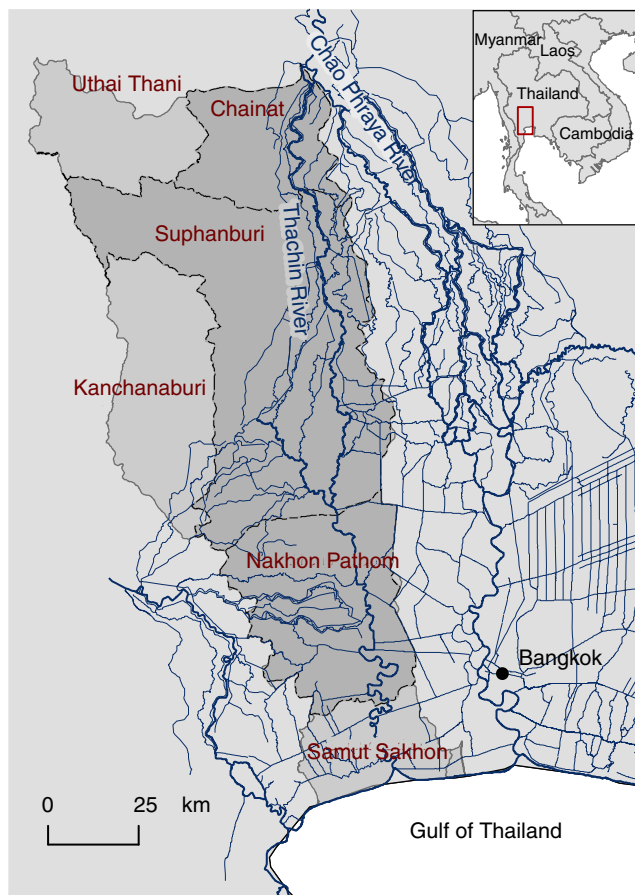 Myanmar
Laos
Thailand
Cambodia
Uthai Thani
Chainat
Chao Phraya River
Suphanburi
Thachin River
Kanchanaburi
Nakhon Pathom
Bangkok
Samut Sakhon
0 25 km
Gulf of Thailand